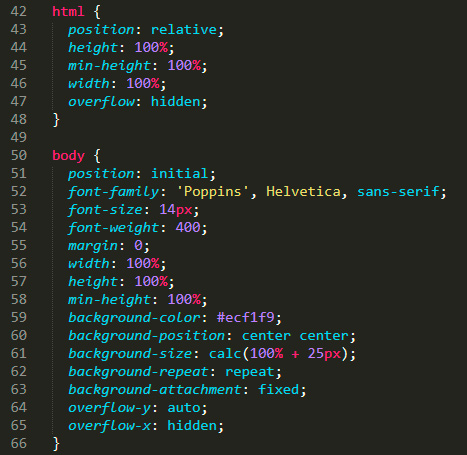 42 html {
43   position: relative;
44   height: 100%;
45   min-height: 100%;
46   width: 100%;
47   overflow: hidden;
48 }
49
50 body {
51   position: initial;
52   font-family: 'Poppins', Helvetica, sans-serif;
53   font-size: 14px;
54   font-weight: 400;
55   margin: 0;
56   width: 100%;
57   height: 100%;
58   min-height: 100%;
59   background-color: #ecf1f9;
60   background-position: center center;
61   background-size: calc(100% + 25px);
62   background-repeat: repeat;
63   background-attachment: fixed;
64   overflow-y: auto;
65   overflow-x: hidden;
66 }